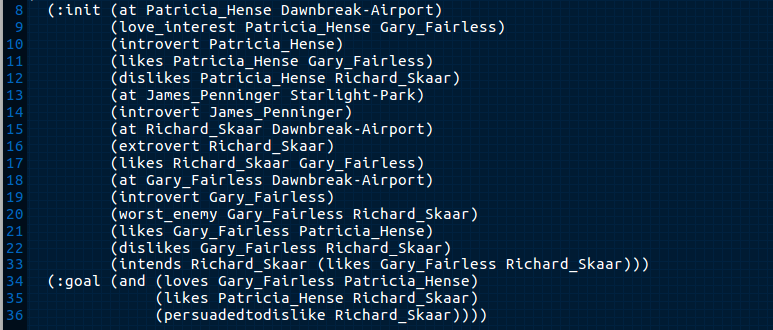 8 (:init (at Patricia_Hense Dawnbreak-Airport)
9 (love_interest Patricia_Hense Gary_Fairless)
10 (introvert Patricia_Hense)
11 (likes Patricia_Hense Gary_Fairless)
12 (dislikes Patricia_Hense Richard_Skaar)
13 (at James_Penninger Starlight-Park)
14 (introvert James_Penninger)
15 (at Richard_Skaar Dawnbreak-Airport)
16 (extrovert Richard_Skaar)
17 (likes Richard_Skaar Gary_Fairless)
18 (at Gary_Fairless Dawnbreak-Airport)
19 (introvert Gary_Fairless)
20 (worst_enemy Gary_Fairless Richard_Skaar)
21 (likes Gary_Fairless Patricia_Hense)
22 (dislikes Gary_Fairless Richard_Skaar)
33 (intends Richard_Skaar (likes Gary_Fairless Richard_Skaar)))
34 (:goal (and (loves Gary_Fairless Patricia_Hense)
35 (likes Patricia_Hense Richard_Skaar)
36 (persuadedtodislike Richard_Skaar))))